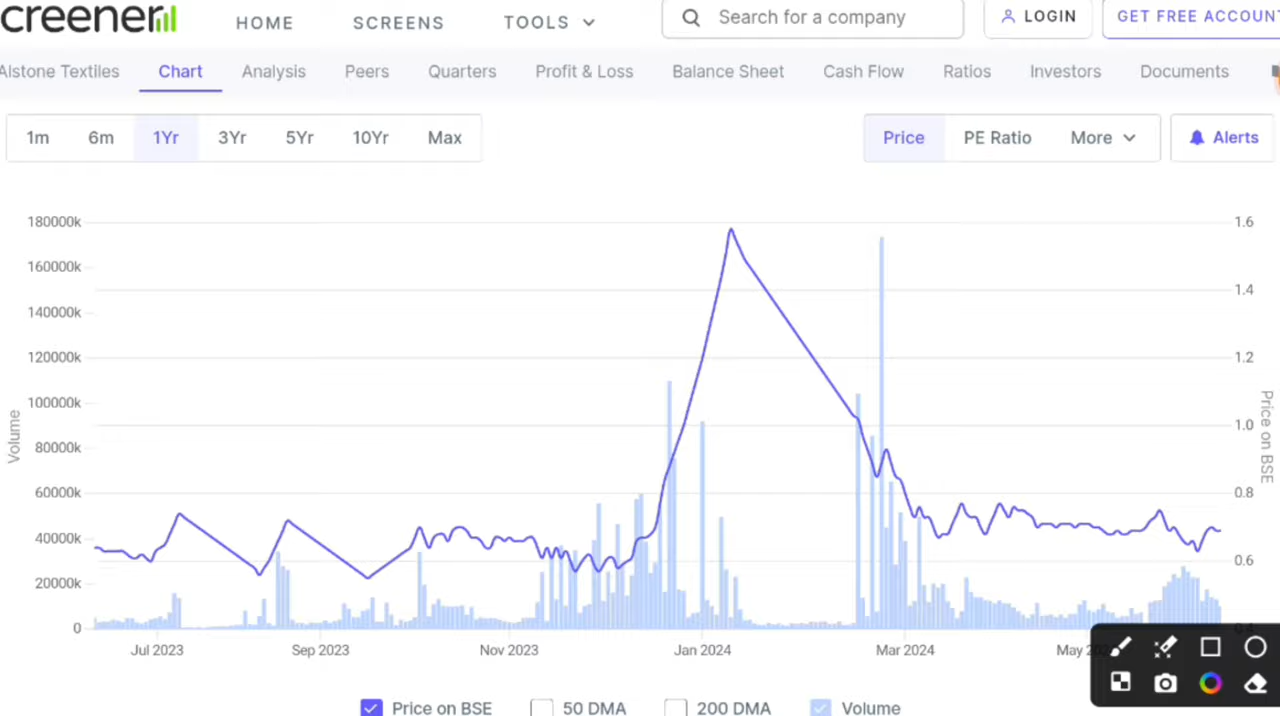 creener
HOME SCREENS TOOLS Search for a company LOGIN GET FREE ACCOUNT
Alstone Textiles Chart Analysis Peers Quarters Profit & Loss Balance Sheet Cash Flow Ratios Investors Documents
1m 6m 1Yr 3Yr 5Yr 10Yr Max Price PE Ratio More Alerts
180000k 1.6
160000k
1.4
140000k
120000k 1.2
100000k
1.0
80000k
60000k 0.8
40000k
0.6
20000k
0
Volume
Price on BSE
Jul 2023 Sep 2023 Nov 2023 Jan 2024 Mar 2024 May
Price on BSE 50 DMA 200 DMA Volume